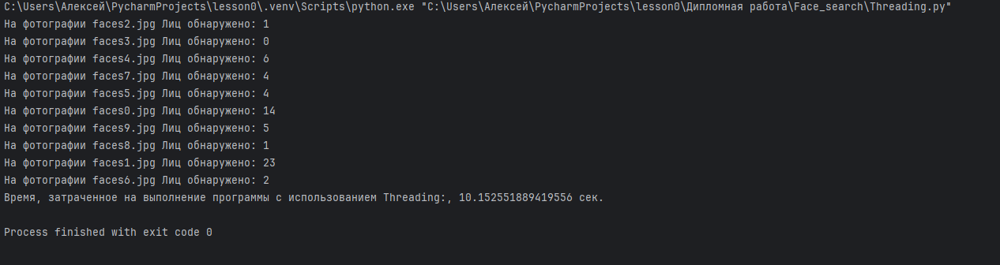 C:\Users\Алексей\PycharmProjects\lesson0\.venv\Scripts\python.exe "C:\Users\Алексей\PycharmProjects\lesson0\Дипломная работа\Face_search\Threading.py"
На фотографии faces2.jpg Лиц обнаружено: 1
На фотографии faces3.jpg Лиц обнаружено: 0
На фотографии faces4.jpg Лиц обнаружено: 6
На фотографии faces7.jpg Лиц обнаружено: 4
На фотографии faces5.jpg Лиц обнаружено: 4
На фотографии faces0.jpg Лиц обнаружено: 14
На фотографии faces9.jpg Лиц обнаружено: 5
На фотографии faces8.jpg Лиц обнаружено: 1
На фотографии faces1.jpg Лиц обнаружено: 23
На фотографии faces6.jpg Лиц обнаружено: 2
Время, затраченное на выполнение программы с использованием Threading:, 10.152551889419556 сек.
Process finished with exit code 0